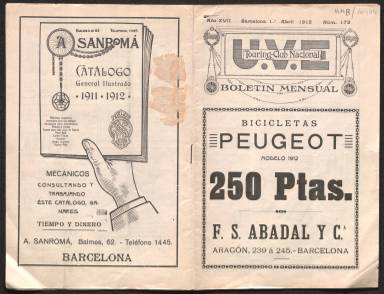 A SANROMÁ
CATÁLOGO
General Ilustrado
1911-1912
MECÁNICOS
CONSULTANDO Y
TRABAJANDO
ESTE CATÁLOGO, GA-
NARÉIS
TIEMPO Y DINERO
A. SANROMÁ, Balmes, 62. - Teléfono 1445.
BARCELONA
Año XVII
Barcelona 1.º Abril 1912
Núm. 172
U.V.E
Touring-Club Nacional
BOLETIN MENSUAL
BICICLETAS
PEUGEOT
MODELO 1912
250 Ptas.
F. S. ABADAL Y C.ª
ARAGÓN, 239 á 245.-BARCELONA